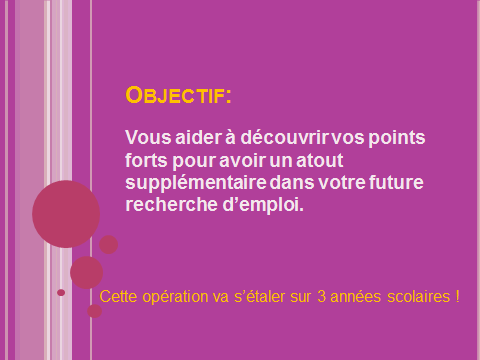 OBJECTIF:
Vous aider à découvrir vos points
forts pour avoir un atout
supplémentaire dans votre future
recherche d’emploi.
Cette opération va s’étaler sur 3 années scolaires !